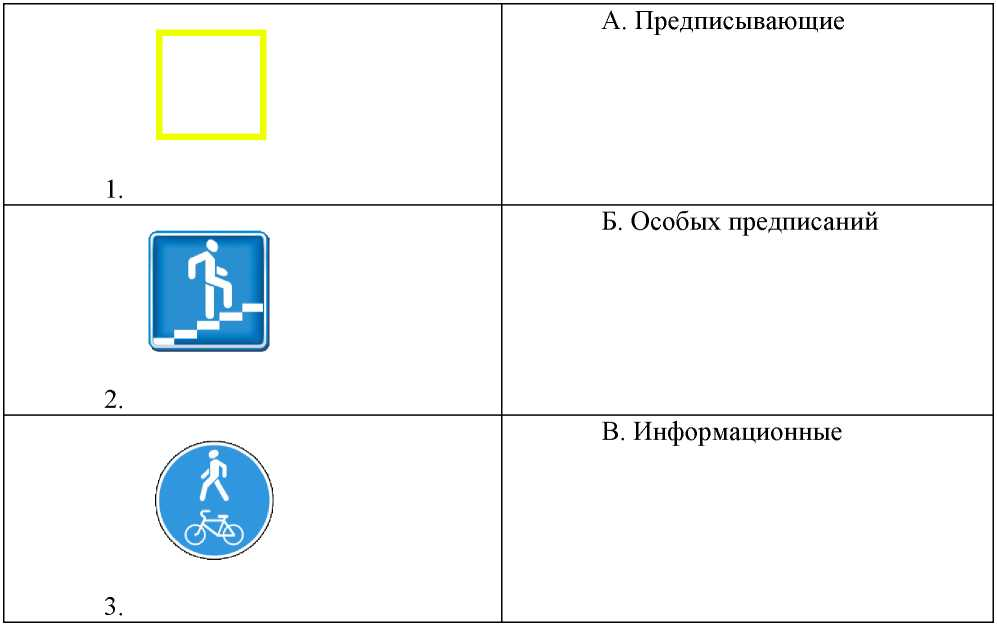 А. Предписывающие
1.
Б. Особых предписаний
2.
В. Информационные
3.